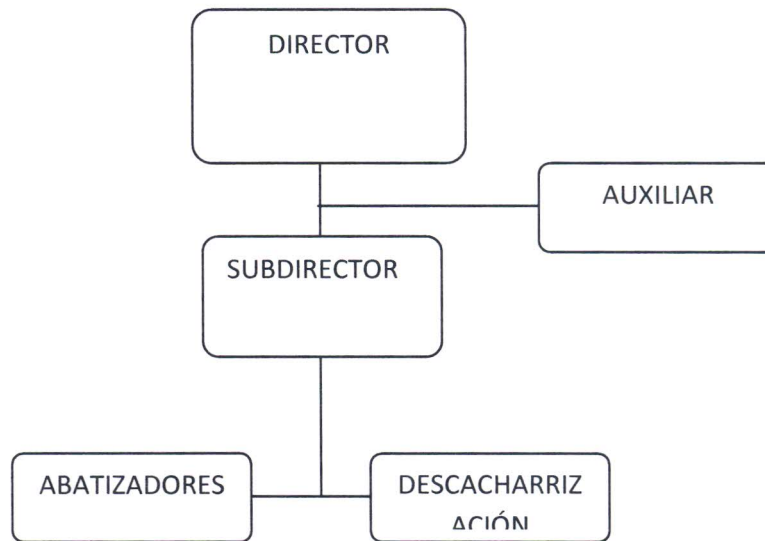 DIRECTOR
AUXILIAR
SUBDIRECTOR
ABATIZADORES
DESCACHARRIZ
ACIÓN